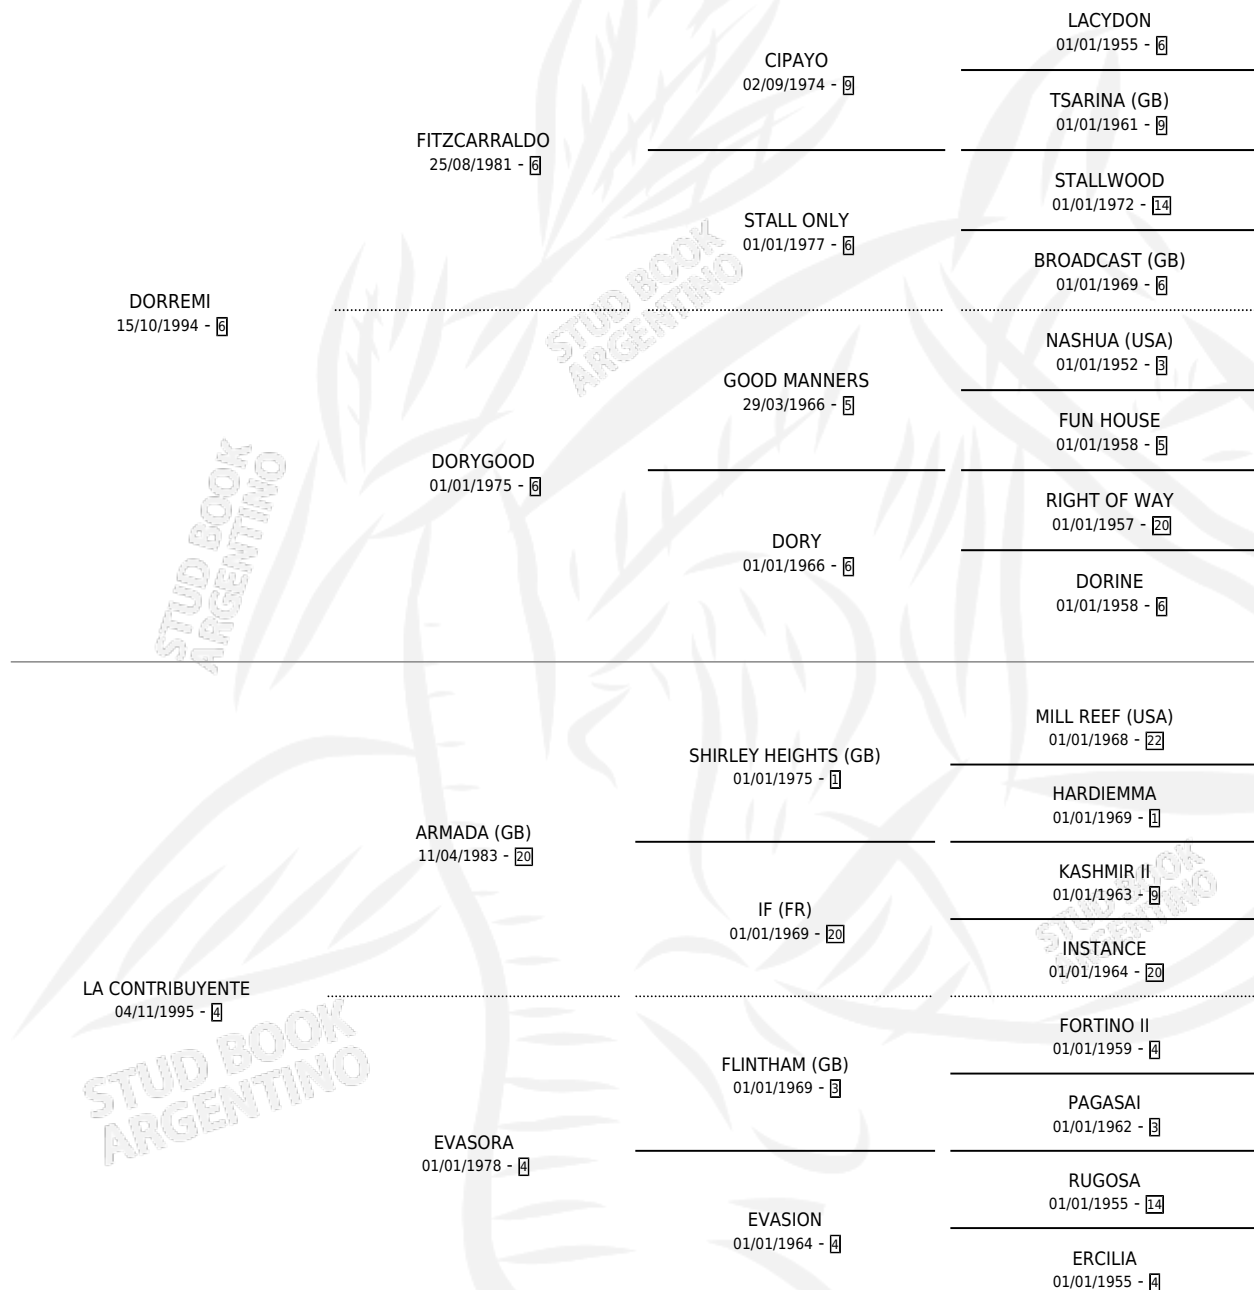 LACYDON
01/01/1955 - 6
CIPAYO
02/09/1974 - 9
TSARINA (GB)
01/01/1961 - 9
FITZCARRALDO
25/08/1981 - 6
STALLWOOD
01/01/1972 - 14
STALL ONLY
01/01/1977 - 6
BROADCAST (GB)
01/01/1969 - 6
DORREMI
15/10/1994 - 6
STUD BOOK
ARGENTINO
NASHUA (USA)
01/01/1952 - 3
GOOD MANNERS
29/03/1966 - 5
FUN HOUSE
01/01/1958 - 5
DORYGOOD
01/01/1975 - 6
RIGHT OF WAY
01/01/1957 - 20
DORY
01/01/1966 - 6
DORINE
01/01/1958 - 6
STUD BOOK
ARGENTINO
MILL REEF (USA)
01/01/1968 - 22
SHIRLEY HEIGHTS (GB)
01/01/1975 - 1
HARDIEMMA
01/01/1969 - 1
ARMADA (GB)
11/04/1983 - 20
KASHMIR II
01/01/1963 - 9
IF (FR)
01/01/1969 - 20
STUD BOOK
ARGENTINO
INSTANCE
01/01/1964 - 20
LA CONTRIBUYENTE
04/11/1995 - 4
FORTINO II
01/01/1959 - 4
FLINTHAM (GB)
01/01/1969 - 3
STUD BOOK
ARGENTINO
PAGASAI
01/01/1962 - 3
EVASORA
01/01/1978 - 4
RUGOSA
01/01/1955 - 14
EVASION
01/01/1964 - 4
ERCILIA
01/01/1955 - 4